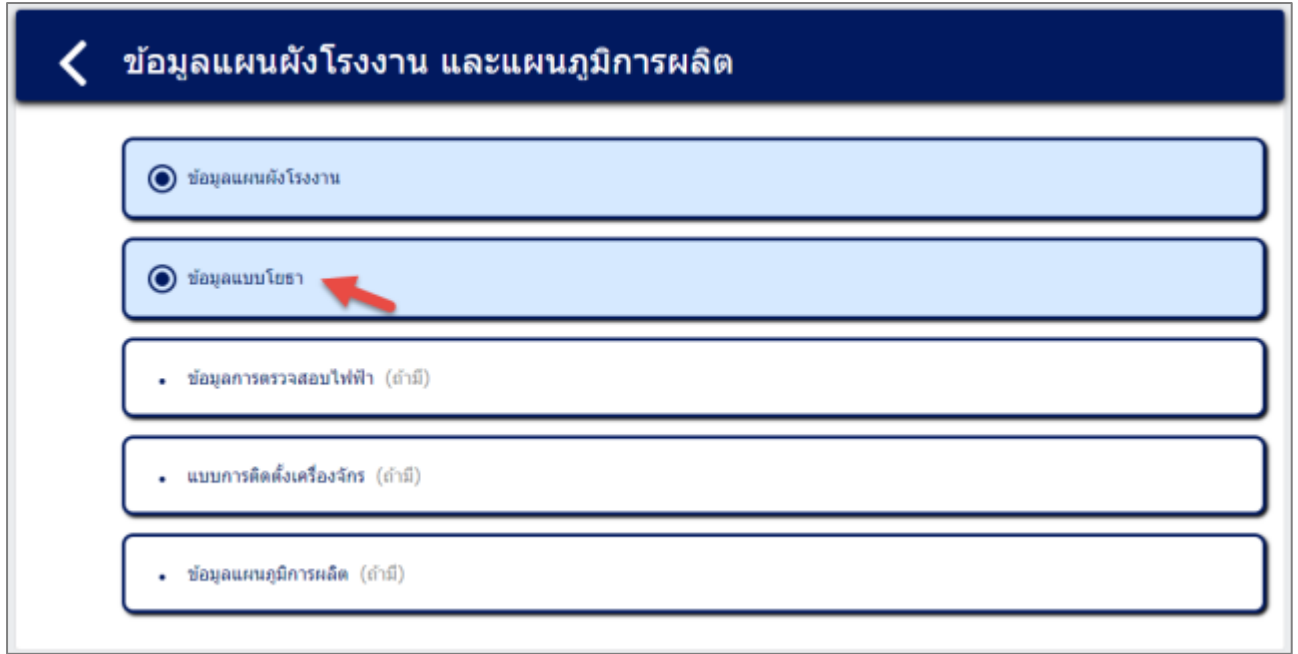 ข้อมูลแผนผังโรงงาน และแผนภูมิการผลิต
ข้อมูลแผนผังโรงงาน
ข้อมูลแบบโยธา
ข้อมูลการตรวจสอบไฟฟ้า (ถ้ามี)
แบบการติดตั้งเครื่องจักร (ถ้ามี)
ข้อมูลแผนภูมิการผลิต (ถ้ามี)